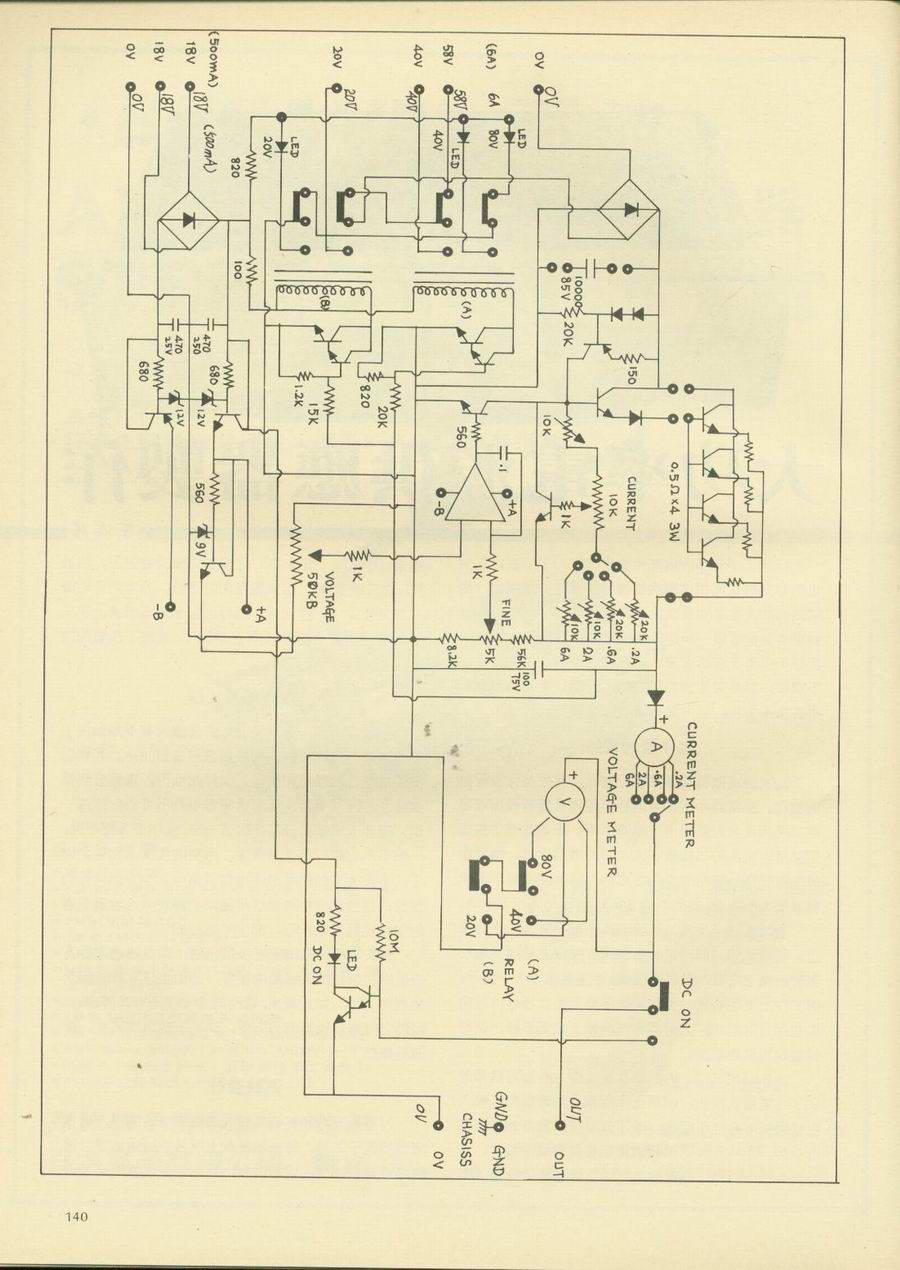 (500mA)
18V
18V
0V
20V
40V
58V
(6A)
0V
0V
18V
18V
(500mA)
20V
40V
58V
6A
0V
LED
20V
LED
40V
LED
80V
820
100
(B)
(A)
10000
85V
20K
150
470
25V
470
250
680
680
12V
12V
1.2K
15K
820
20K
560
10K
.1
-B
+A
560
9V
1K
10K
CURRENT
0.5Ω×4 3W
VOLTAGE
50KB
1K
1K
FINE
-B
+A
8.2K
5K
56K
100
75V
10K
10K
20K
20K
6A
2A
.6A
.2A
+
A
CURRENT METER
6A
2A
.6A
.2A
VOLTAGE METER
+
V
80V
40V
20V
(A)
RELAY
(B)
820
LED
DC ON
10M
DC ON
0V
0V
GND
GND
CHASISS
OUT
OUT
140